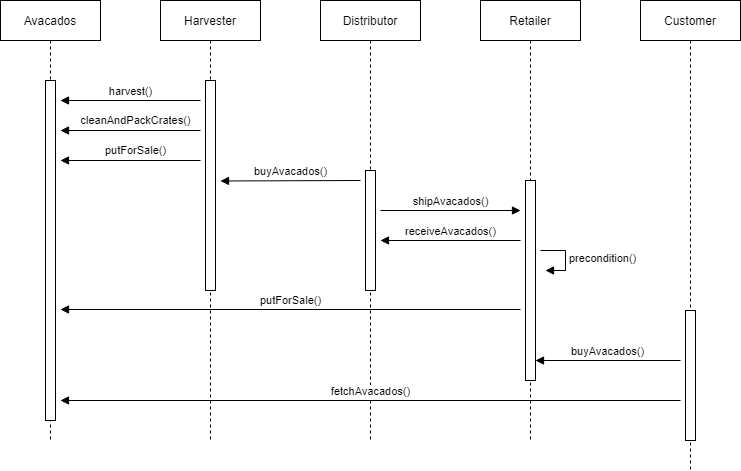 Avacados
Harvester
Distributor
Retailer
Customer
harvest()
cleanAndPackCrates()
putForSale()
buyAvacados()
shipAvacados()
receiveAvacados()
precondition()
putForSale()
buyAvacados()
fetchAvacados()